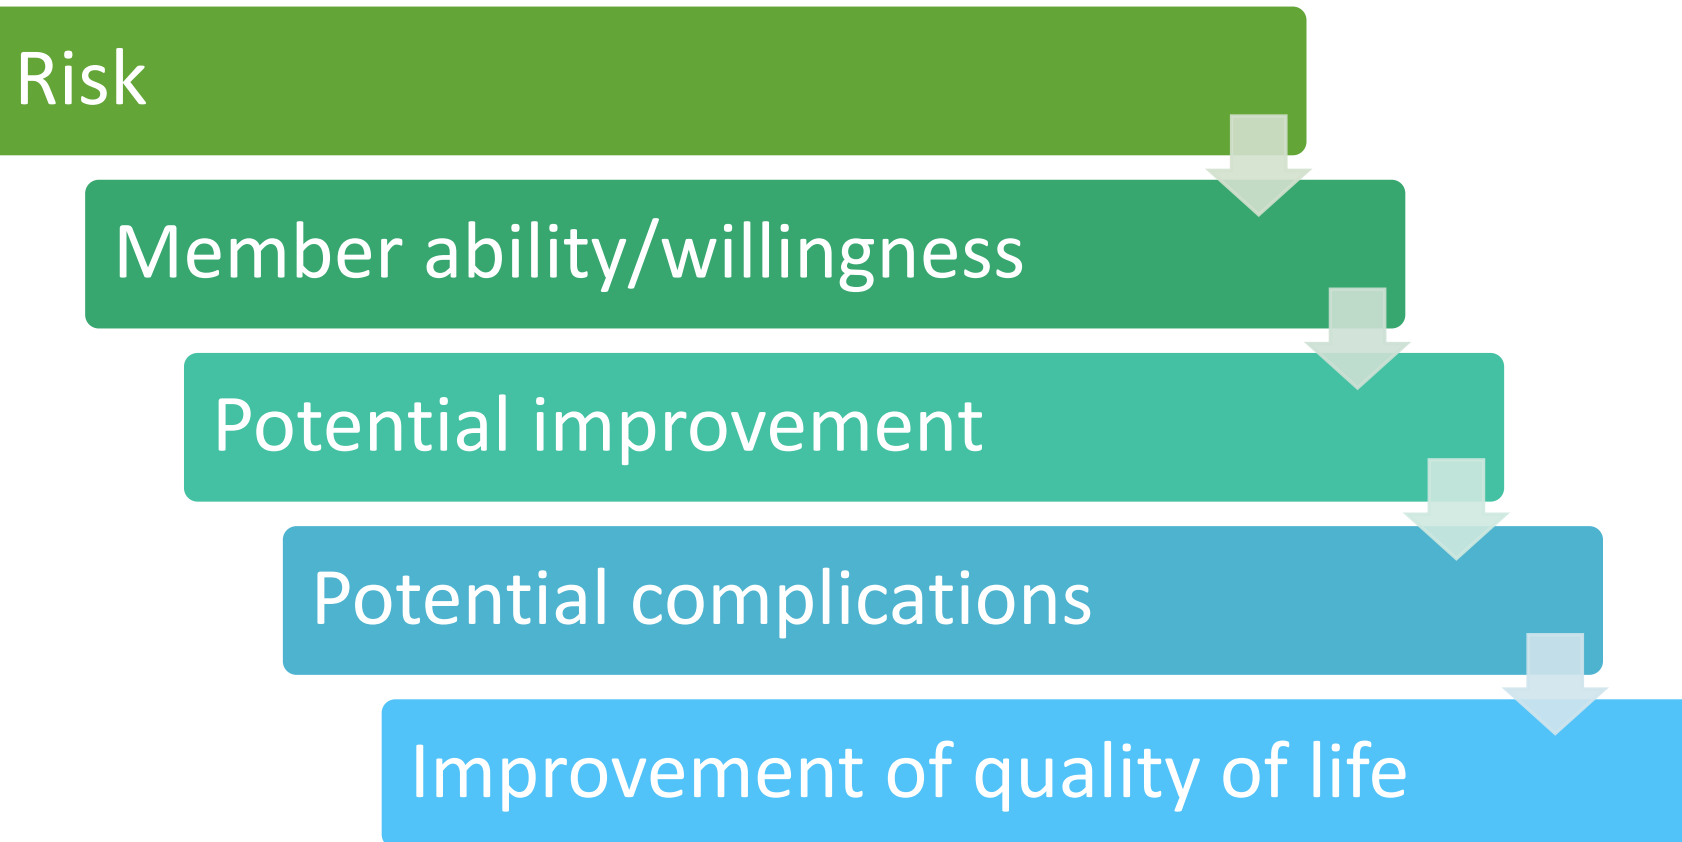 Risk
Member ability/willingness
Potential improvement
Potential complications
Improvement of quality of life